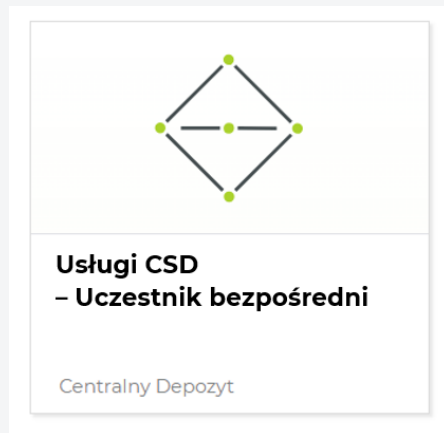 Usługi CSD
– Uczestnik bezpośredni
Centralny Depozyt